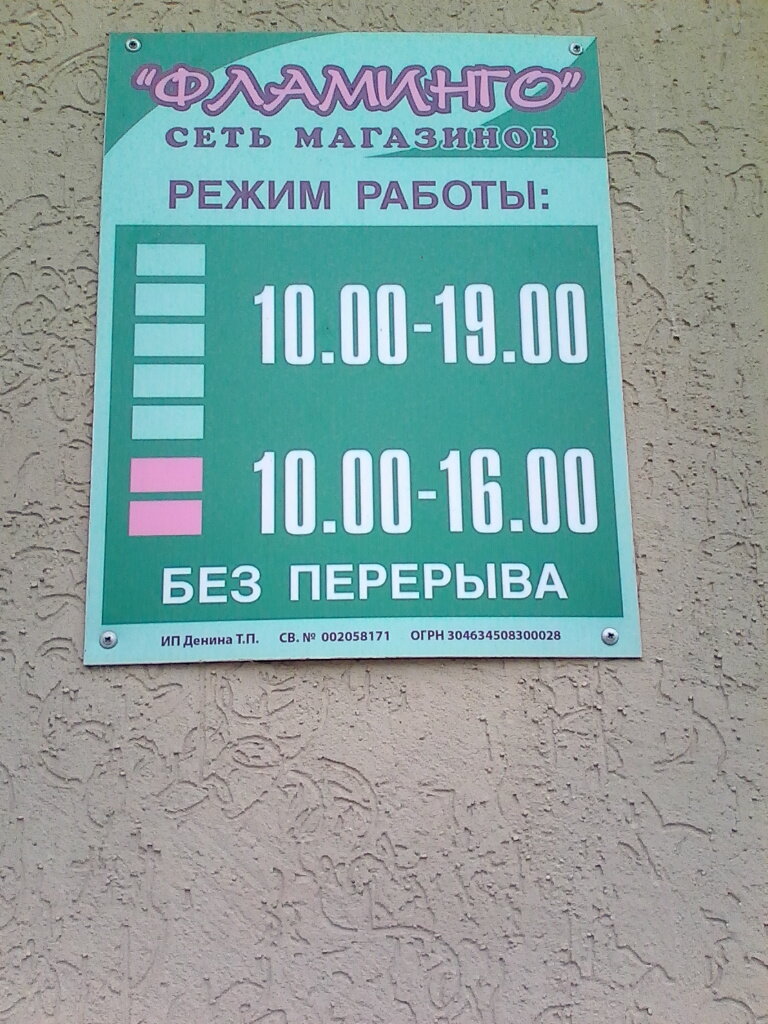 "ФЛАМИНГО"
СЕТЬ МАГАЗИНОВ
РЕЖИМ РАБОТЫ:
10.00-19.00
10.00-16.00
БЕЗ ПЕРЕРЫВА
ИП Денина Т.П. СВ. № 002058171 ОГРН 304634508300028